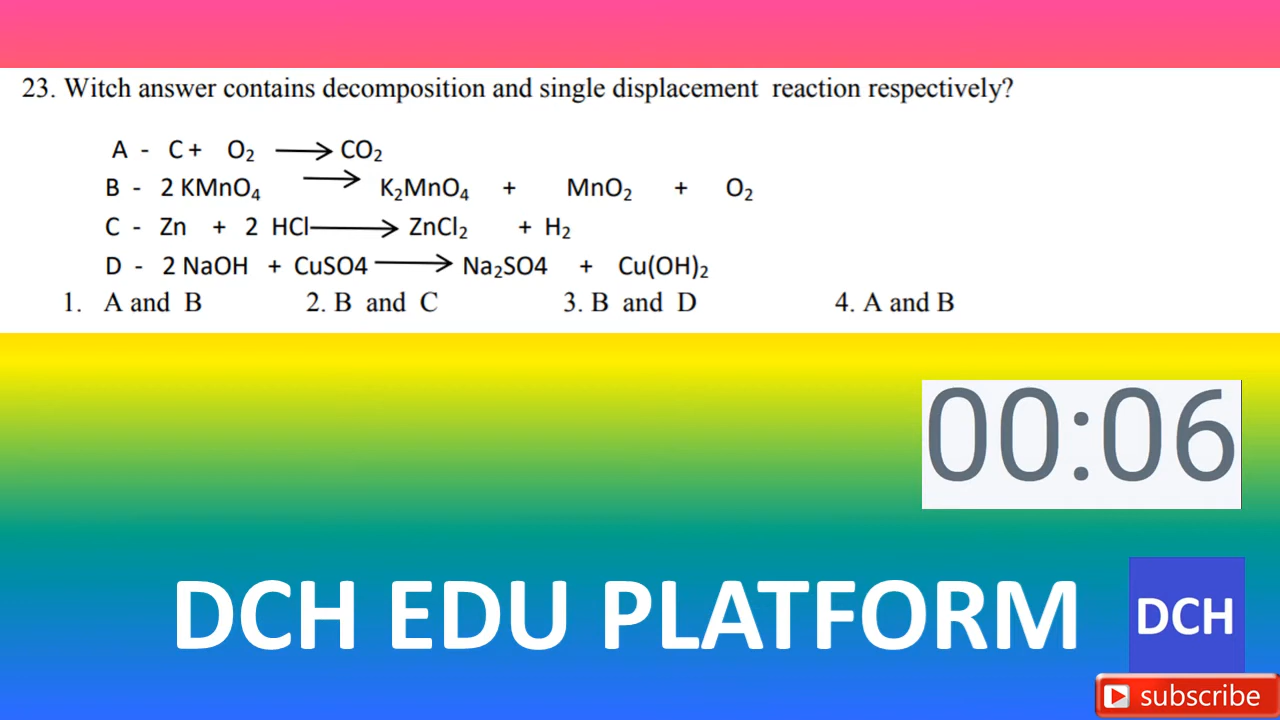 23. Witch answer contains decomposition and single displacement reaction respectively?
A - C + O₂ ⟶ CO₂
B - 2 KMnO₄ ⟶ K₂MnO₄ + MnO₂ + O₂
C - Zn + 2 HCl ⟶ ZnCl₂ + H₂
D - 2 NaOH + CuSO4 ⟶ Na₂SO4 + Cu(OH)₂
1. A and B 2. B and C 3. B and D 4. A and B
00:06
DCH EDU PLATFORM
DCH
subscribe